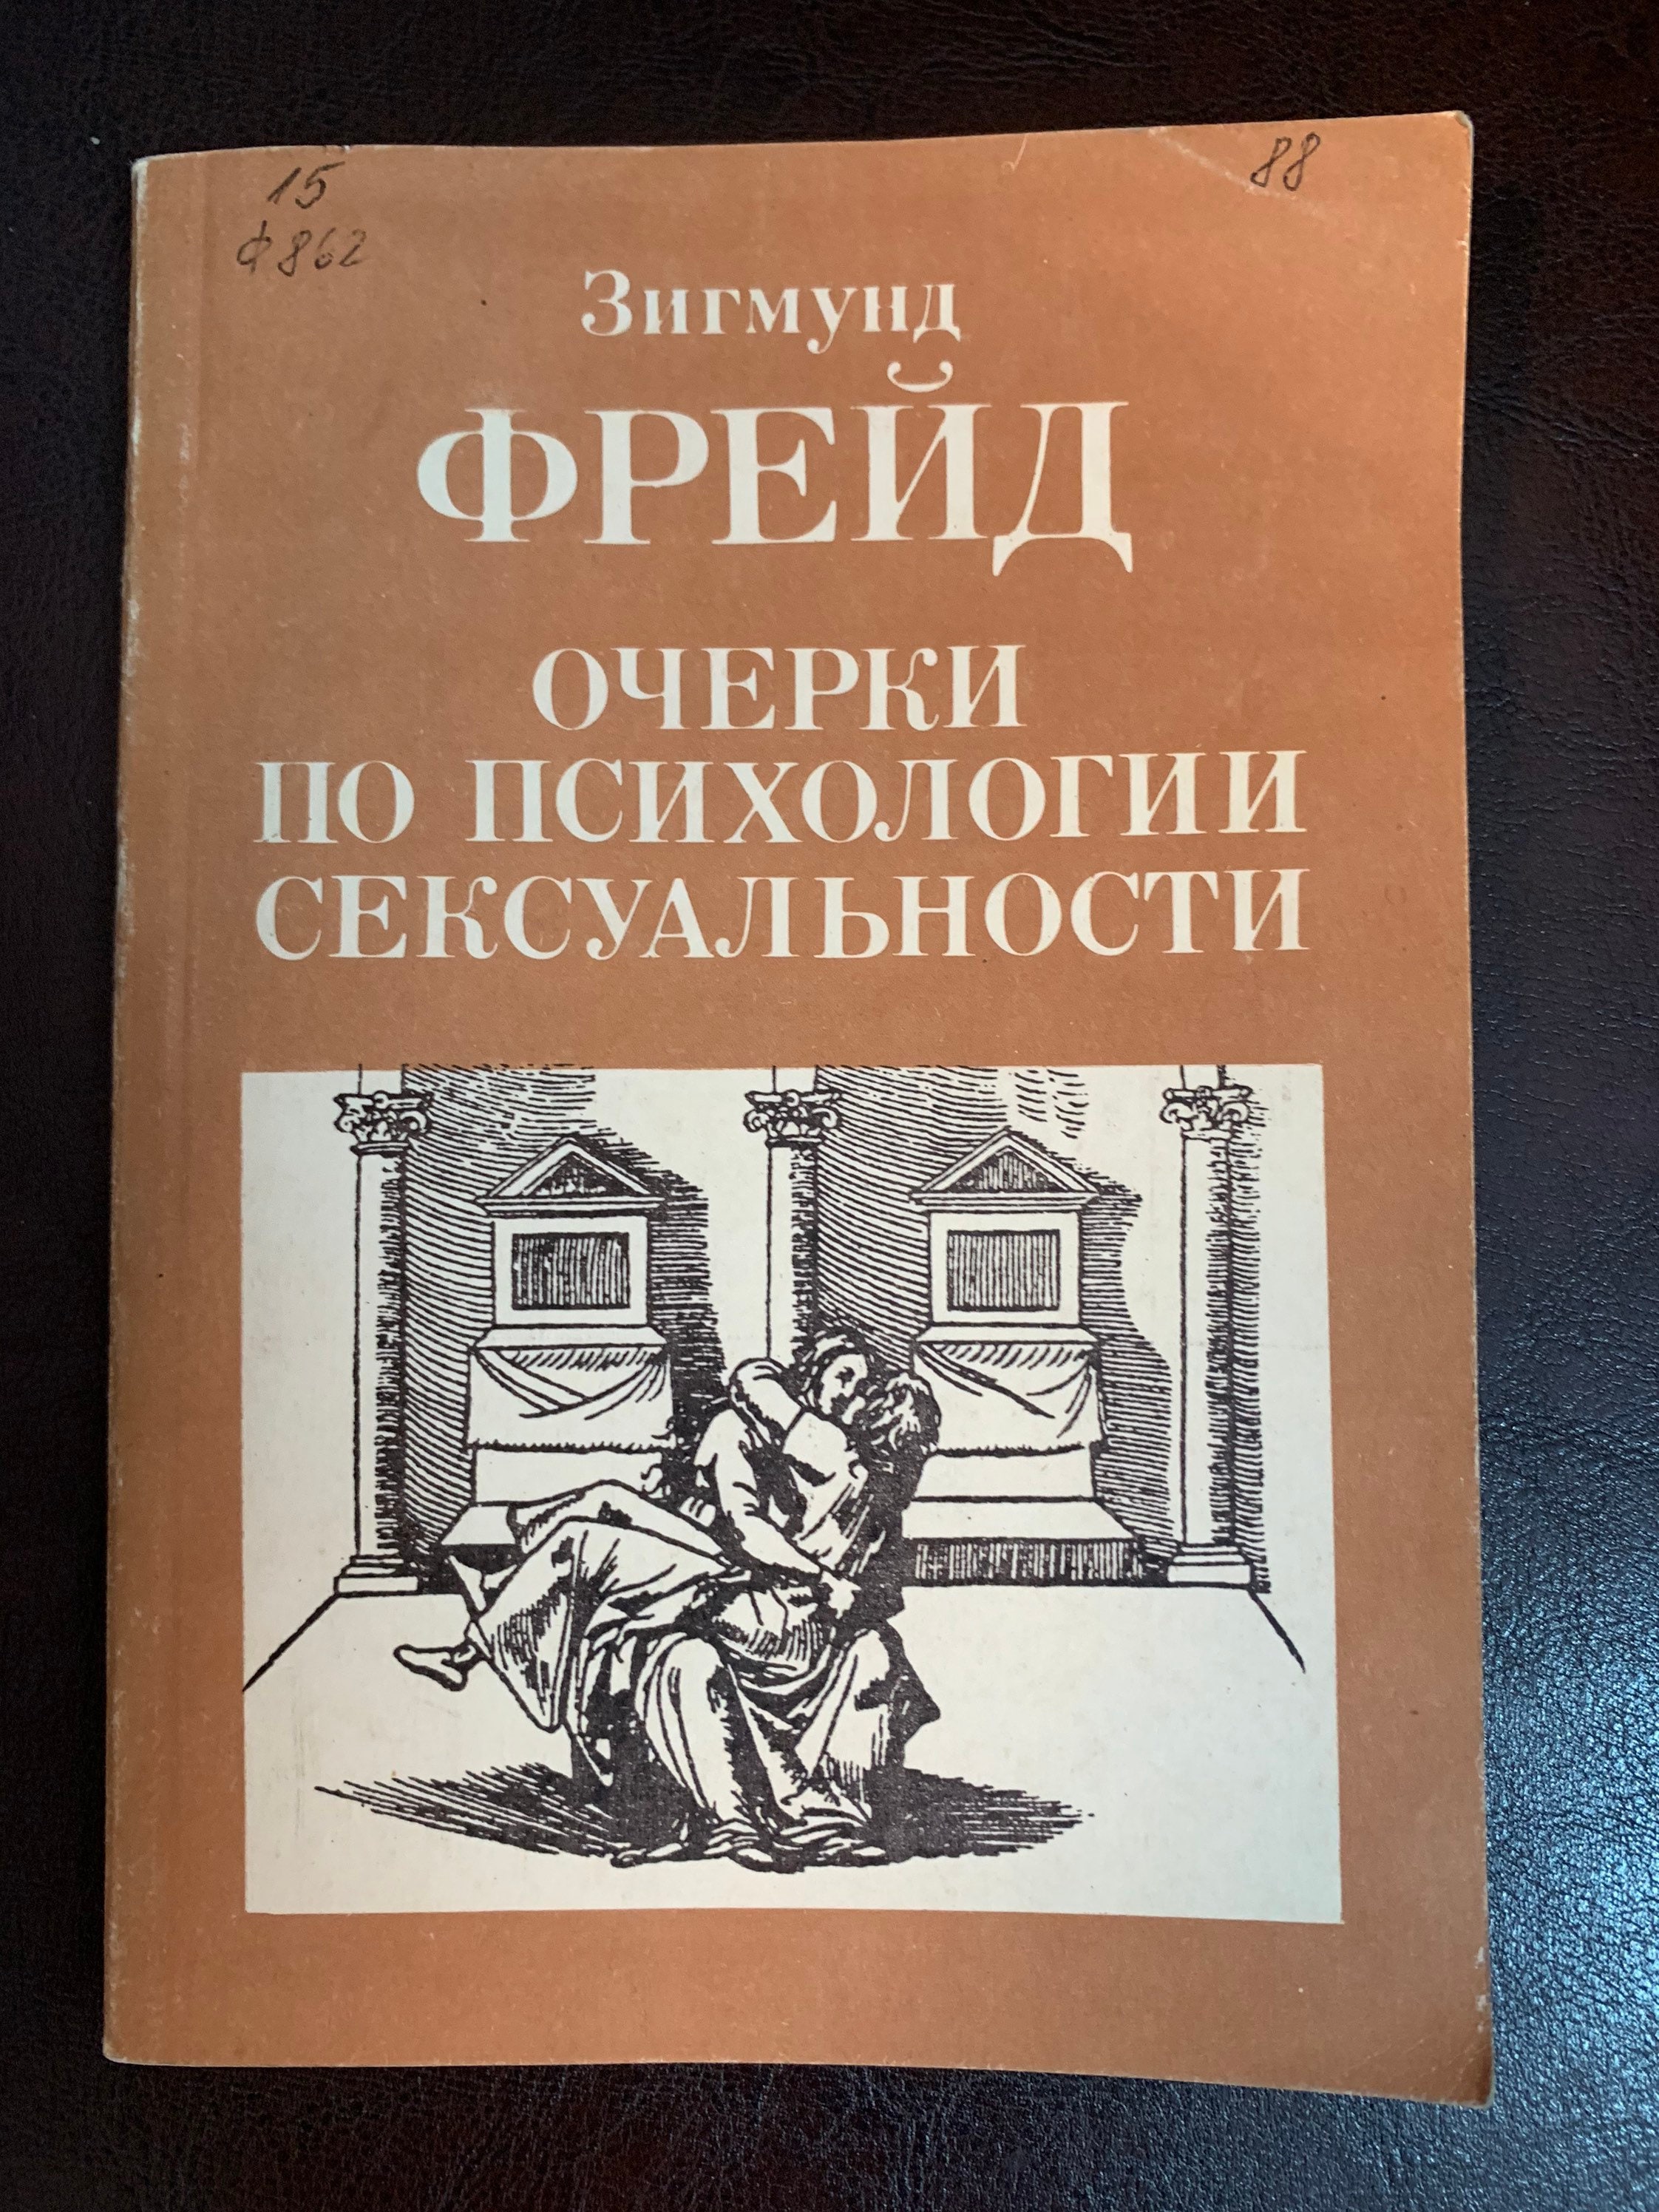 15
88
Ф862
Зигмунд
ФРЕЙД
ОЧЕРКИ
ПО ПСИХОЛОГИИ
СЕКСУАЛЬНОСТИ